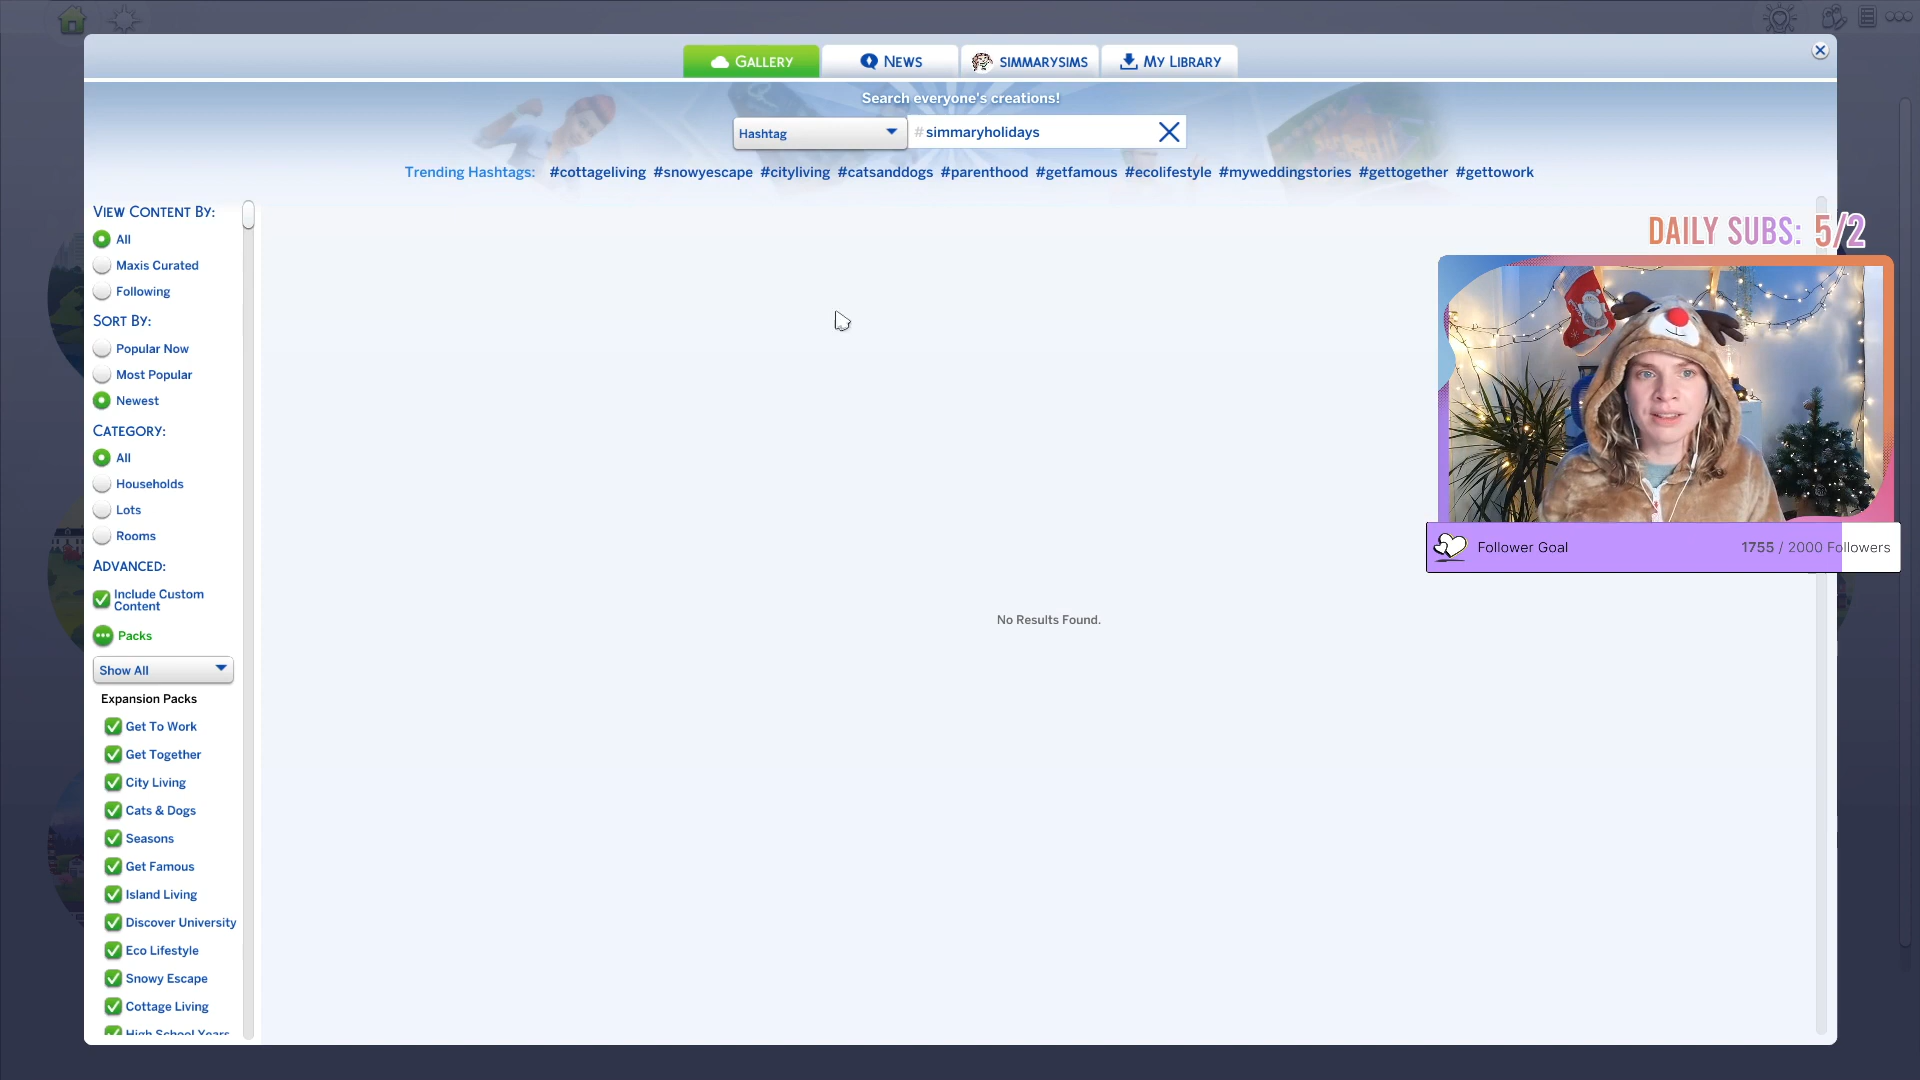 GALLERY
NEWS
SIMMARYSIMS
MY LIBRARY
Search everyone's creations!
Hashtag
#simmaryholidays
Trending Hashtags: #cottageliving #snowyescape #cityliving #catsanddogs #parenthood #getfamous #ecolifestyle #myweddingstories #gettogether #gettowork
VIEW CONTENT BY:
All
Maxis Curated
Following
SORT BY:
Popular Now
Most Popular
Newest
CATEGORY:
All
Households
Lots
Rooms
ADVANCED:
Include Custom
Content
Packs
Show All
Expansion Packs
Get To Work
Get Together
City Living
Cats & Dogs
Seasons
Get Famous
Island Living
Discover University
Eco Lifestyle
Snowy Escape
Cottage Living
High School Years
No Results Found.
DAILY SUBS: 5/2
Follower Goal
1755 / 2000 Followers